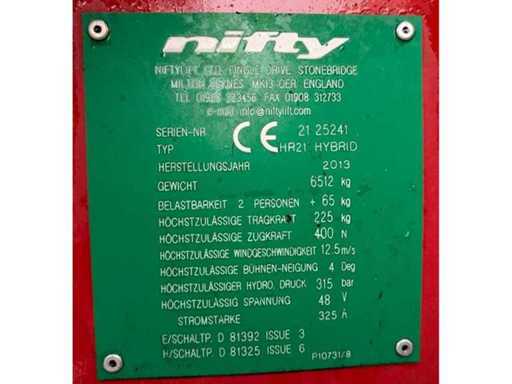 nifty
NIFTYLIFT LTD, FINGLE DRIVE, STONEBRIDGE
MILTON KEYNES MK13 0ER ENGLAND
TEL 01908 223456 FAX 01908 312733
e-mail info@niftylift.com
SERIEN-NR 21 25241
TYP CE HR21 HYBRID
HERSTELLUNGSJAHR 2013
GEWICHT 6512 kg
BELASTBARKEIT 2 PERSONEN + 65 kg
HÖCHSTZULÄSSIGE TRAGKRAFT 225 kg
HÖCHSTZULÄSSIGE ZUGKRAFT 400 N
HÖCHSTZULÄSSIGE WINDGESCHWINDIGKEIT 12.5 m/s
HÖCHSTZULÄSSIGE BÜHNEN-NEIGUNG 4 Deg
HÖCHSTZULÄSSIGER HYDRO. DRUCK 315 bar
HÖCHSTZULÄSSIG SPANNUNG 48 V
STROMSTARKE 325 A
E/SCHALTP. D 81392 ISSUE 3
H/SCHALTP. D 81325 ISSUE 6
P10731/8